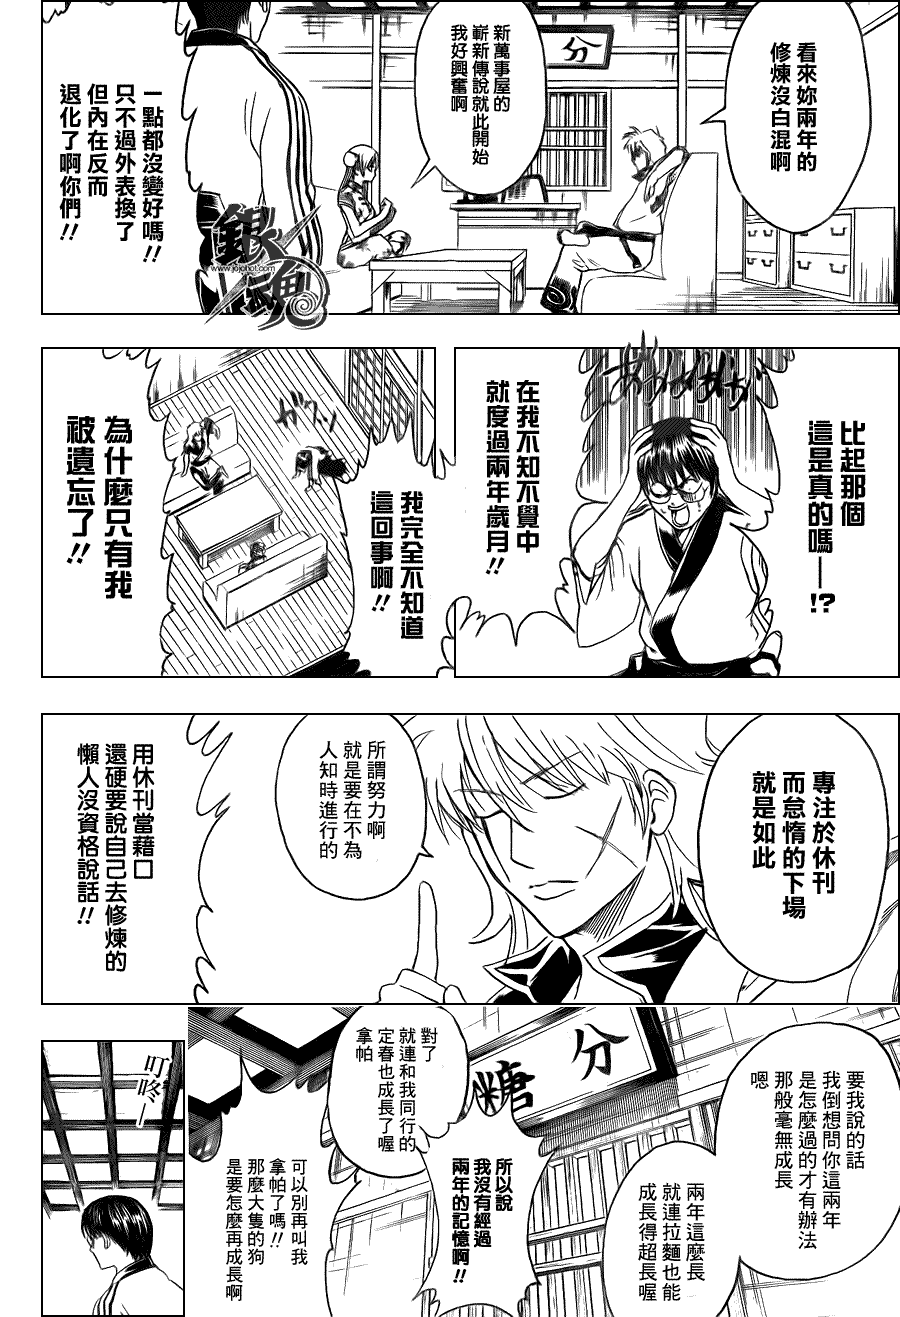 看來妳兩年的
修煉沒白混啊
分
新萬事屋的
嶄新傳說就此開始
我好興奮啊
一點都沒變好嗎!!
只不過外表換了
但內在反而
退化了啊你們!!
銀魂
www.jojohot.com
比起那個
這是真的嗎——!?
在我不知不覺中
就度過兩年歲月!!
我完全不知道
這回事啊!!
為什麼只有我
被遺忘了!!
專注於休刊
而怠惰的下場
就是如此
所謂努力啊
就是要在不為
人知時進行的
用休刊當藉口
還硬要說自己去修煉的
懶人沒資格說話!!
要我說的話
我倒想問你這兩年
是怎麼過的才有辦法
那般毫無成長
嗯
兩年這麼長
就連拉麵也能
成長得超長喔
糖分
所以說
我沒有經過
兩年的記憶啊!!
對了
就連和我同行的
定春也成長了喔
拿帕
可以別再叫我
拿帕了嗎!!
那麼大隻的狗
是要怎麼再成長啊
叮咚—